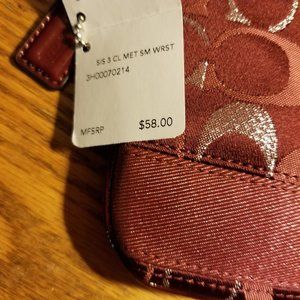 SIS 3 CL MET SM WRST
3H00070214
MFSRP $58.00